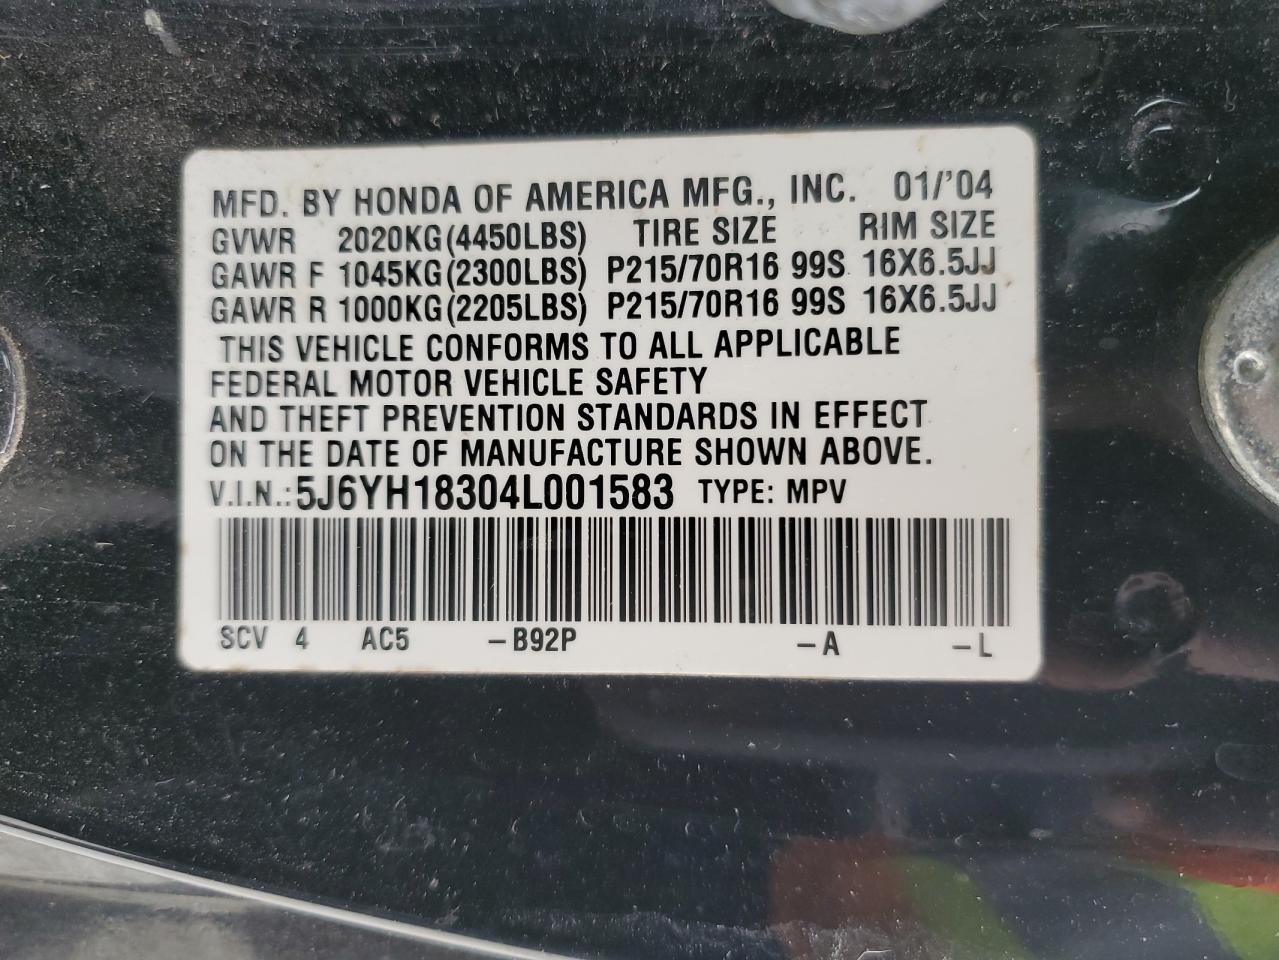 MFD. BY HONDA OF AMERICA MFG., INC. 01/'04
GVWR 2020KG(4450LBS) TIRE SIZE RIM SIZE
GAWR F 1045KG(2300LBS) P215/70R16 99S 16X6.5JJ
GAWR R 1000KG(2205LBS) P215/70R16 99S 16X6.5JJ
THIS VEHICLE CONFORMS TO ALL APPLICABLE
FEDERAL MOTOR VEHICLE SAFETY
AND THEFT PREVENTION STANDARDS IN EFFECT
ON THE DATE OF MANUFACTURE SHOWN ABOVE.
V.I.N.: 5J6YH18304L001583 TYPE: MPV
SCV 4 AC5 –B92P –A –L